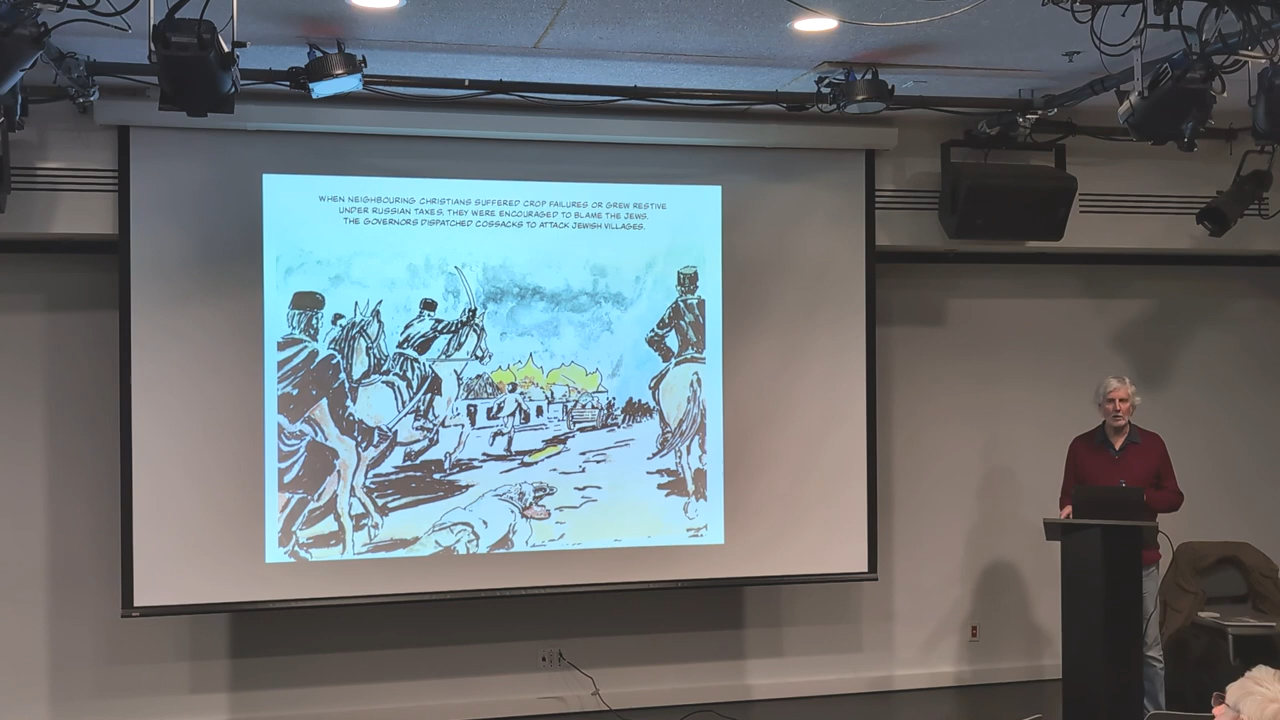 WHEN NEIGHBOURING CHRISTIANS SUFFERED CROP FAILURES OR GREW RESTIVE
UNDER RUSSIAN TAXES, THEY WERE ENCOURAGED TO BLAME THE JEWS.
THE GOVERNORS DISPATCHED COSSACKS TO ATTACK JEWISH VILLAGES.